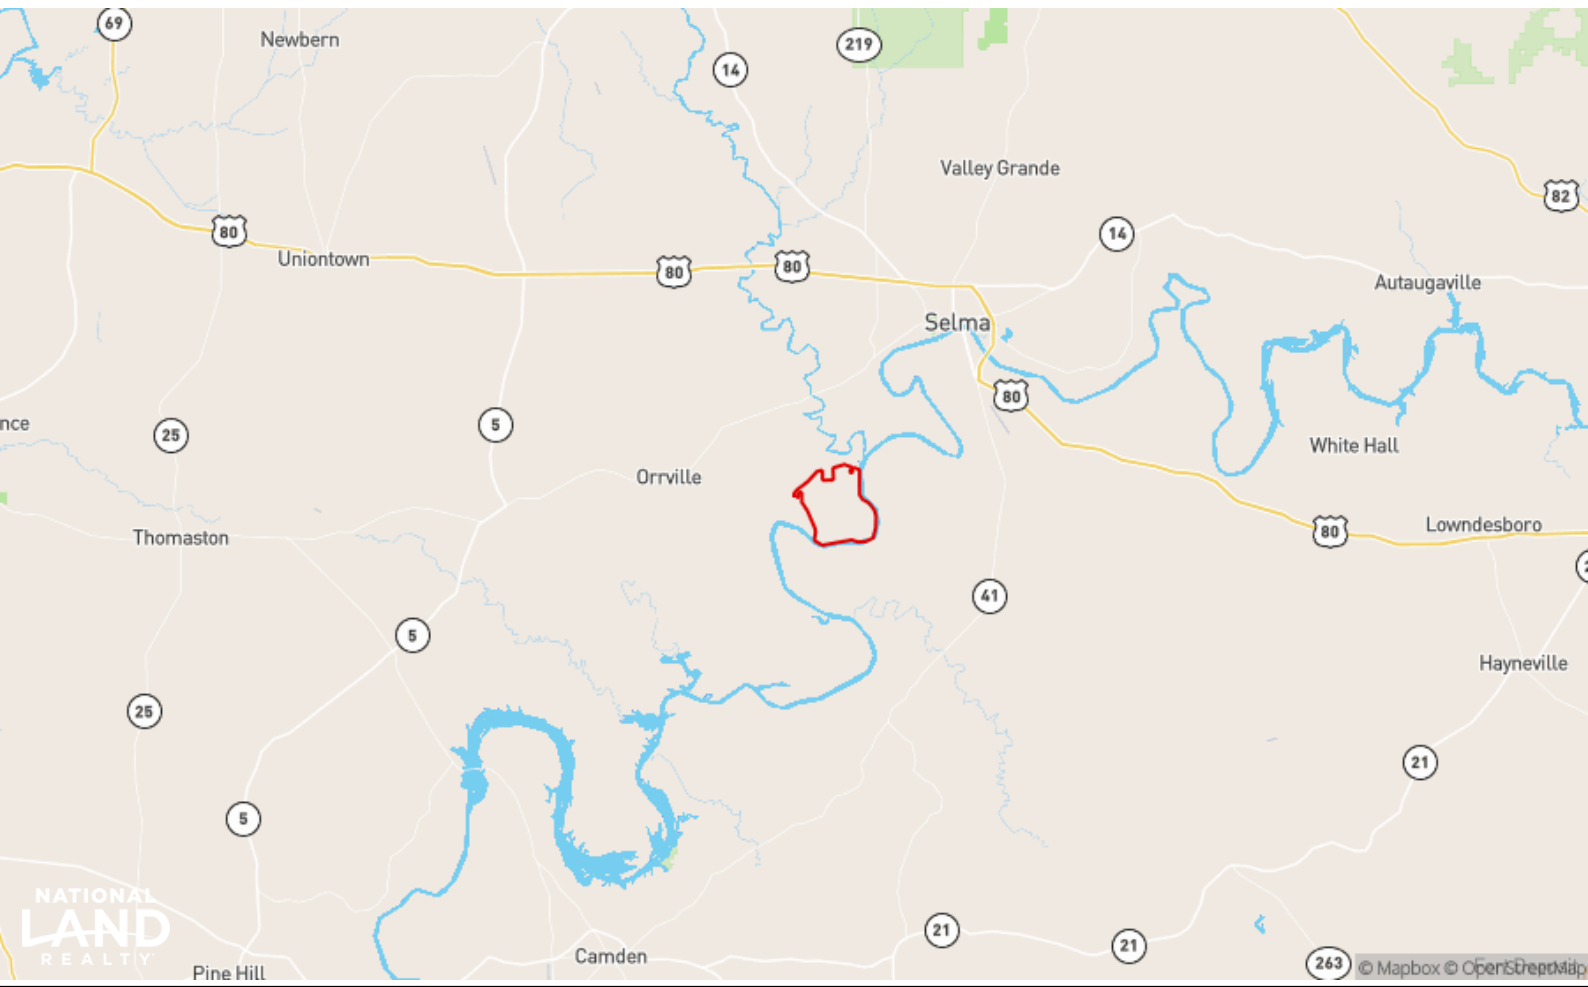 69
Newbern
219
14
Valley Grande
82
80
14
Uniontown
80
80
Autaugaville
Selma
80
nce
25
5
White Hall
Orrville
Thomaston
80
Lowndesboro
41
5
Hayneville
25
21
5
NATIONAL
LAND
REALTY
21
21
Camden
263
Pine Hill
© Mapbox © OpenStreetMap